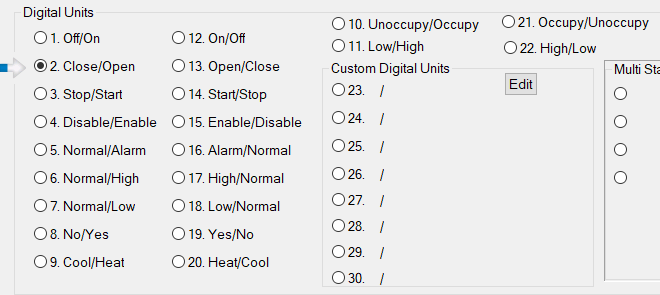 Digital Units
1. Off/On
2. Close/Open
3. Stop/Start
4. Disable/Enable
5. Normal/Alarm
6. Normal/High
7. Normal/Low
8. No/Yes
9. Cool/Heat
12. On/Off
13. Open/Close
14. Start/Stop
15. Enable/Disable
16. Alarm/Normal
17. High/Normal
18. Low/Normal
19. Yes/No
20. Heat/Cool
10. Unoccupy/Occupy
11. Low/High
21. Occupy/Unoccupy
22. High/Low
Custom Digital Units
23. /
24. /
25. /
26. /
27. /
28. /
29. /
30. /
Edit
Multi Sta